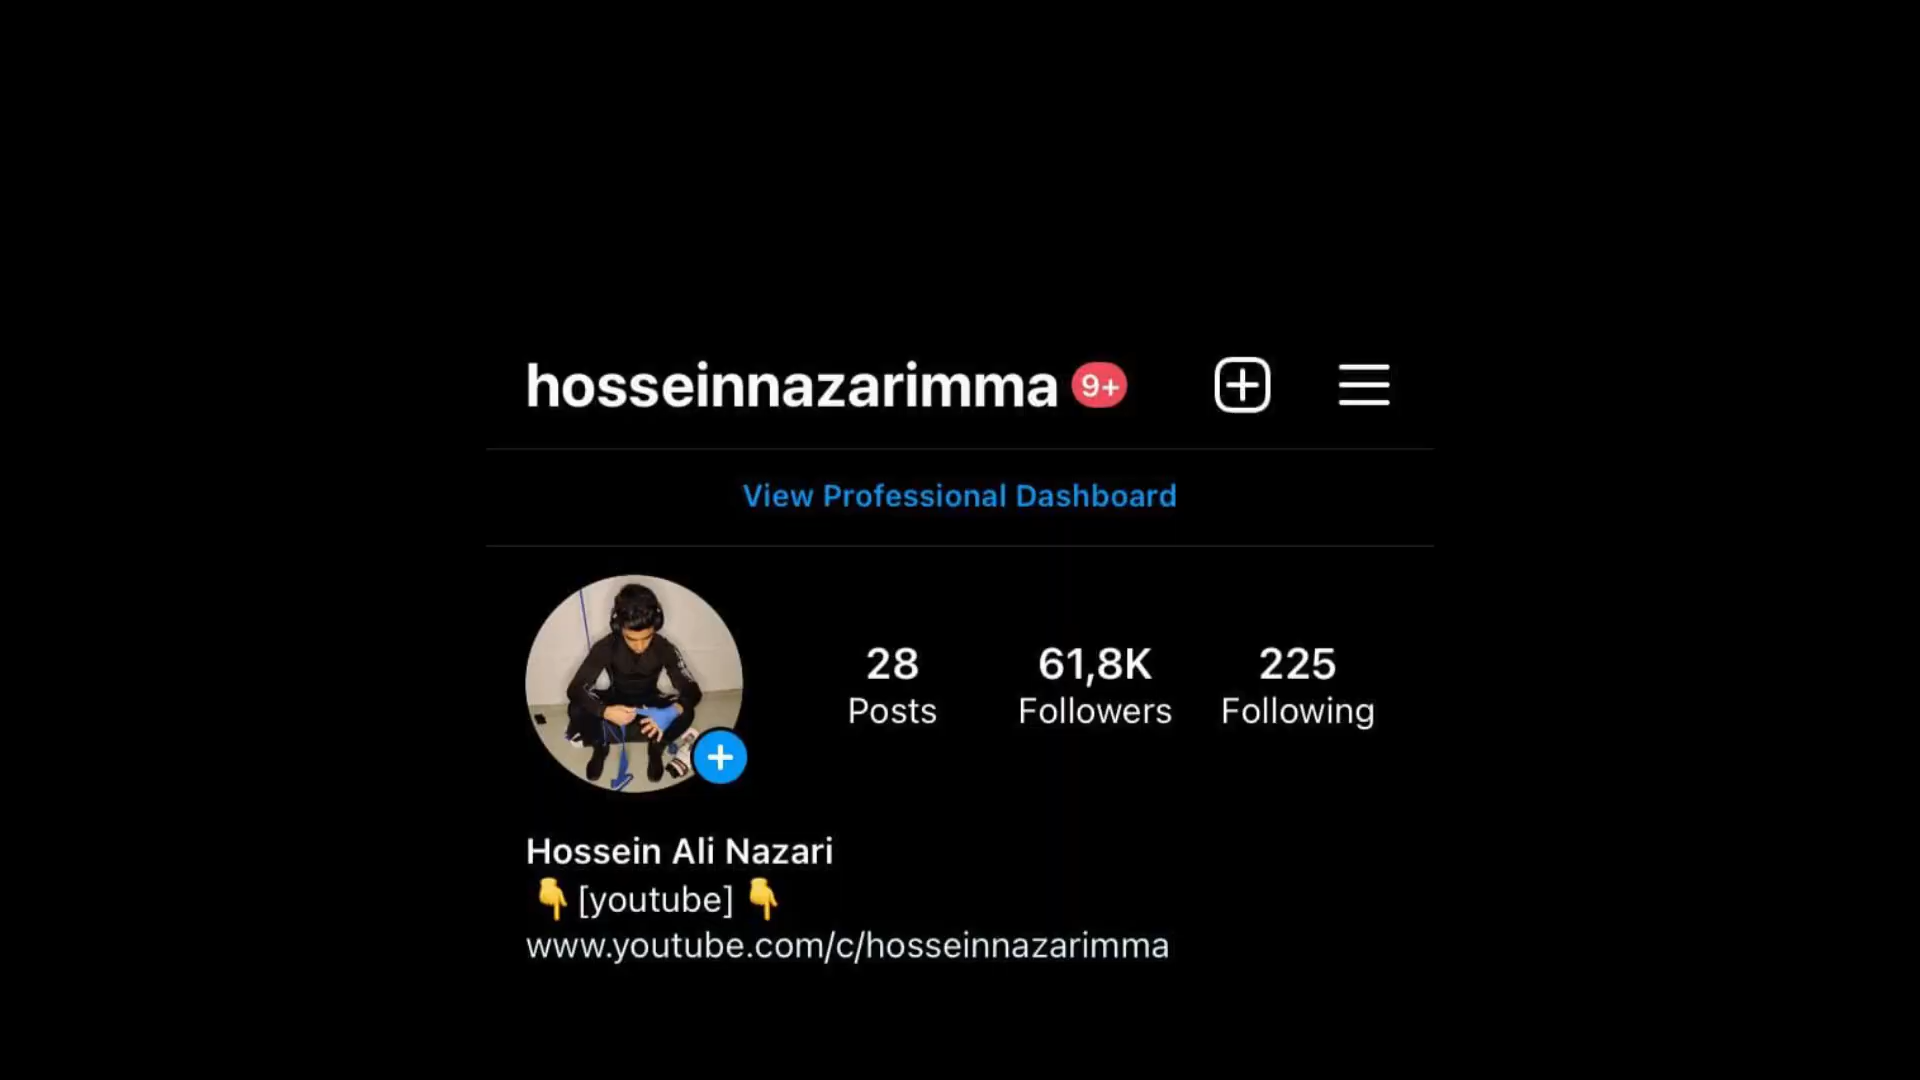 hosseinnazarimma 9+
View Professional Dashboard
28 61,8K 225
Posts Followers Following
Hossein Ali Nazari
👇 [youtube] 👇
www.youtube.com/c/hosseinnazarimma